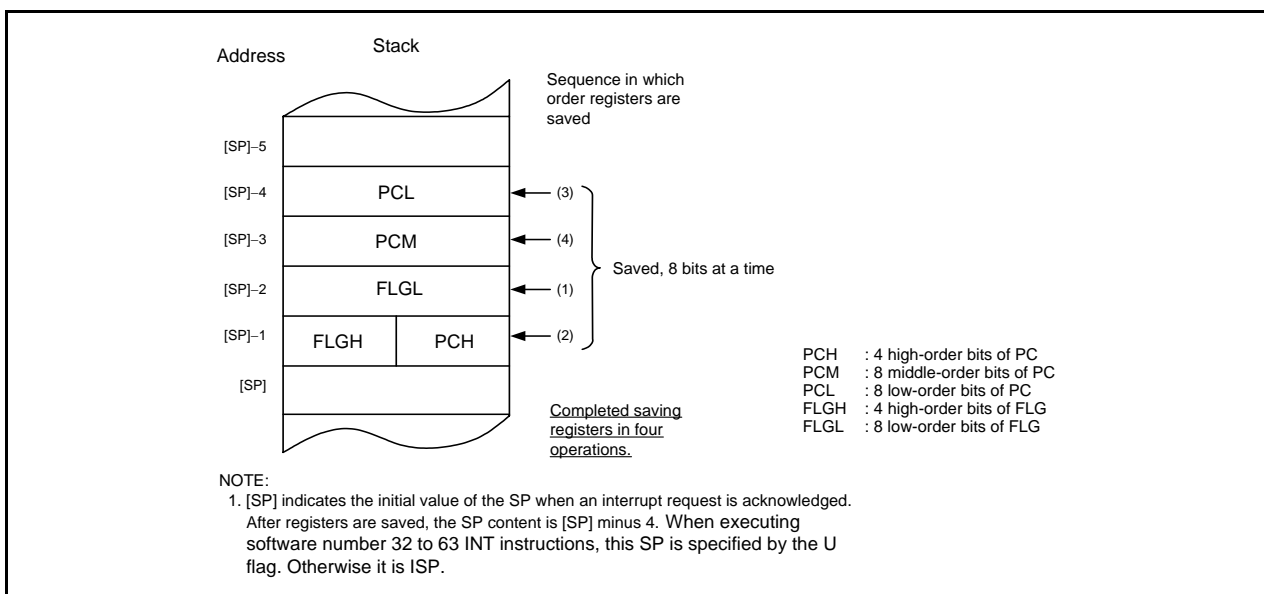 Address
Stack
Sequence in which
order registers are
saved
[SP]−5
[SP]−4
PCL
(3)
[SP]−3
PCM
(4)
Saved, 8 bits at a time
[SP]−2
FLGL
(1)
[SP]−1
FLGH
PCH
(2)
[SP]
PCH : 4 high-order bits of PC
PCM : 8 middle-order bits of PC
PCL : 8 low-order bits of PC
FLGH : 4 high-order bits of FLG
FLGL : 8 low-order bits of FLG
Completed saving
registers in four
operations.
NOTE:
1. [SP] indicates the initial value of the SP when an interrupt request is acknowledged.
After registers are saved, the SP content is [SP] minus 4. When executing
software number 32 to 63 INT instructions, this SP is specified by the U
flag. Otherwise it is ISP.